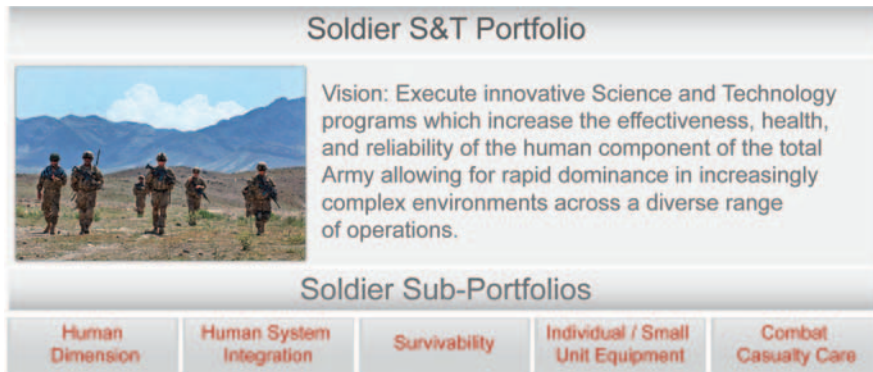 Soldier S&T Portfolio
Vision: Execute innovative Science and Technology
programs which increase the effectiveness, health,
and reliability of the human component of the total
Army allowing for rapid dominance in increasingly
complex environments across a diverse range
of operations.
Soldier Sub-Portfolios
Human
Dimension
Human System
Integration
Survivability
Individual / Small
Unit Equipment
Combat
Casualty Care